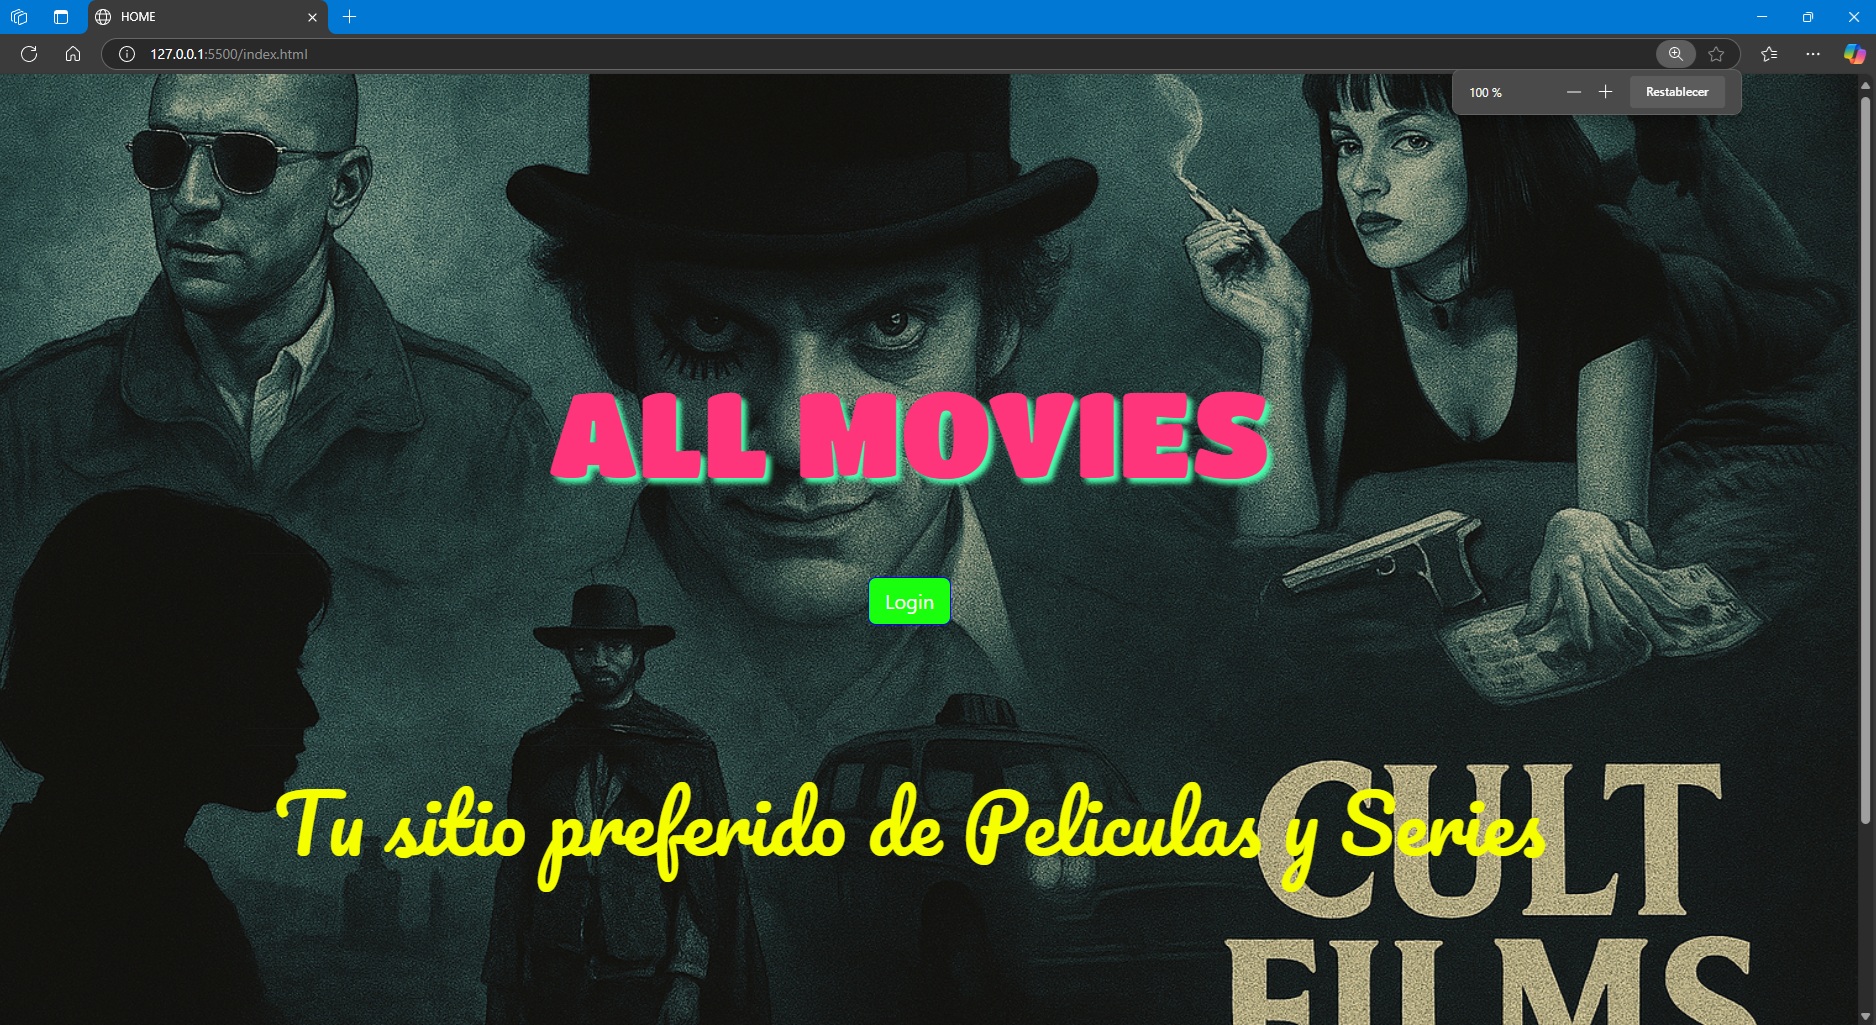 HOME
127.0.0.1:5500/index.html
100 %
Restablecer
ALL MOVIES
Login
Tu sitio preferido de Peliculas y Series
CULT
FILMS